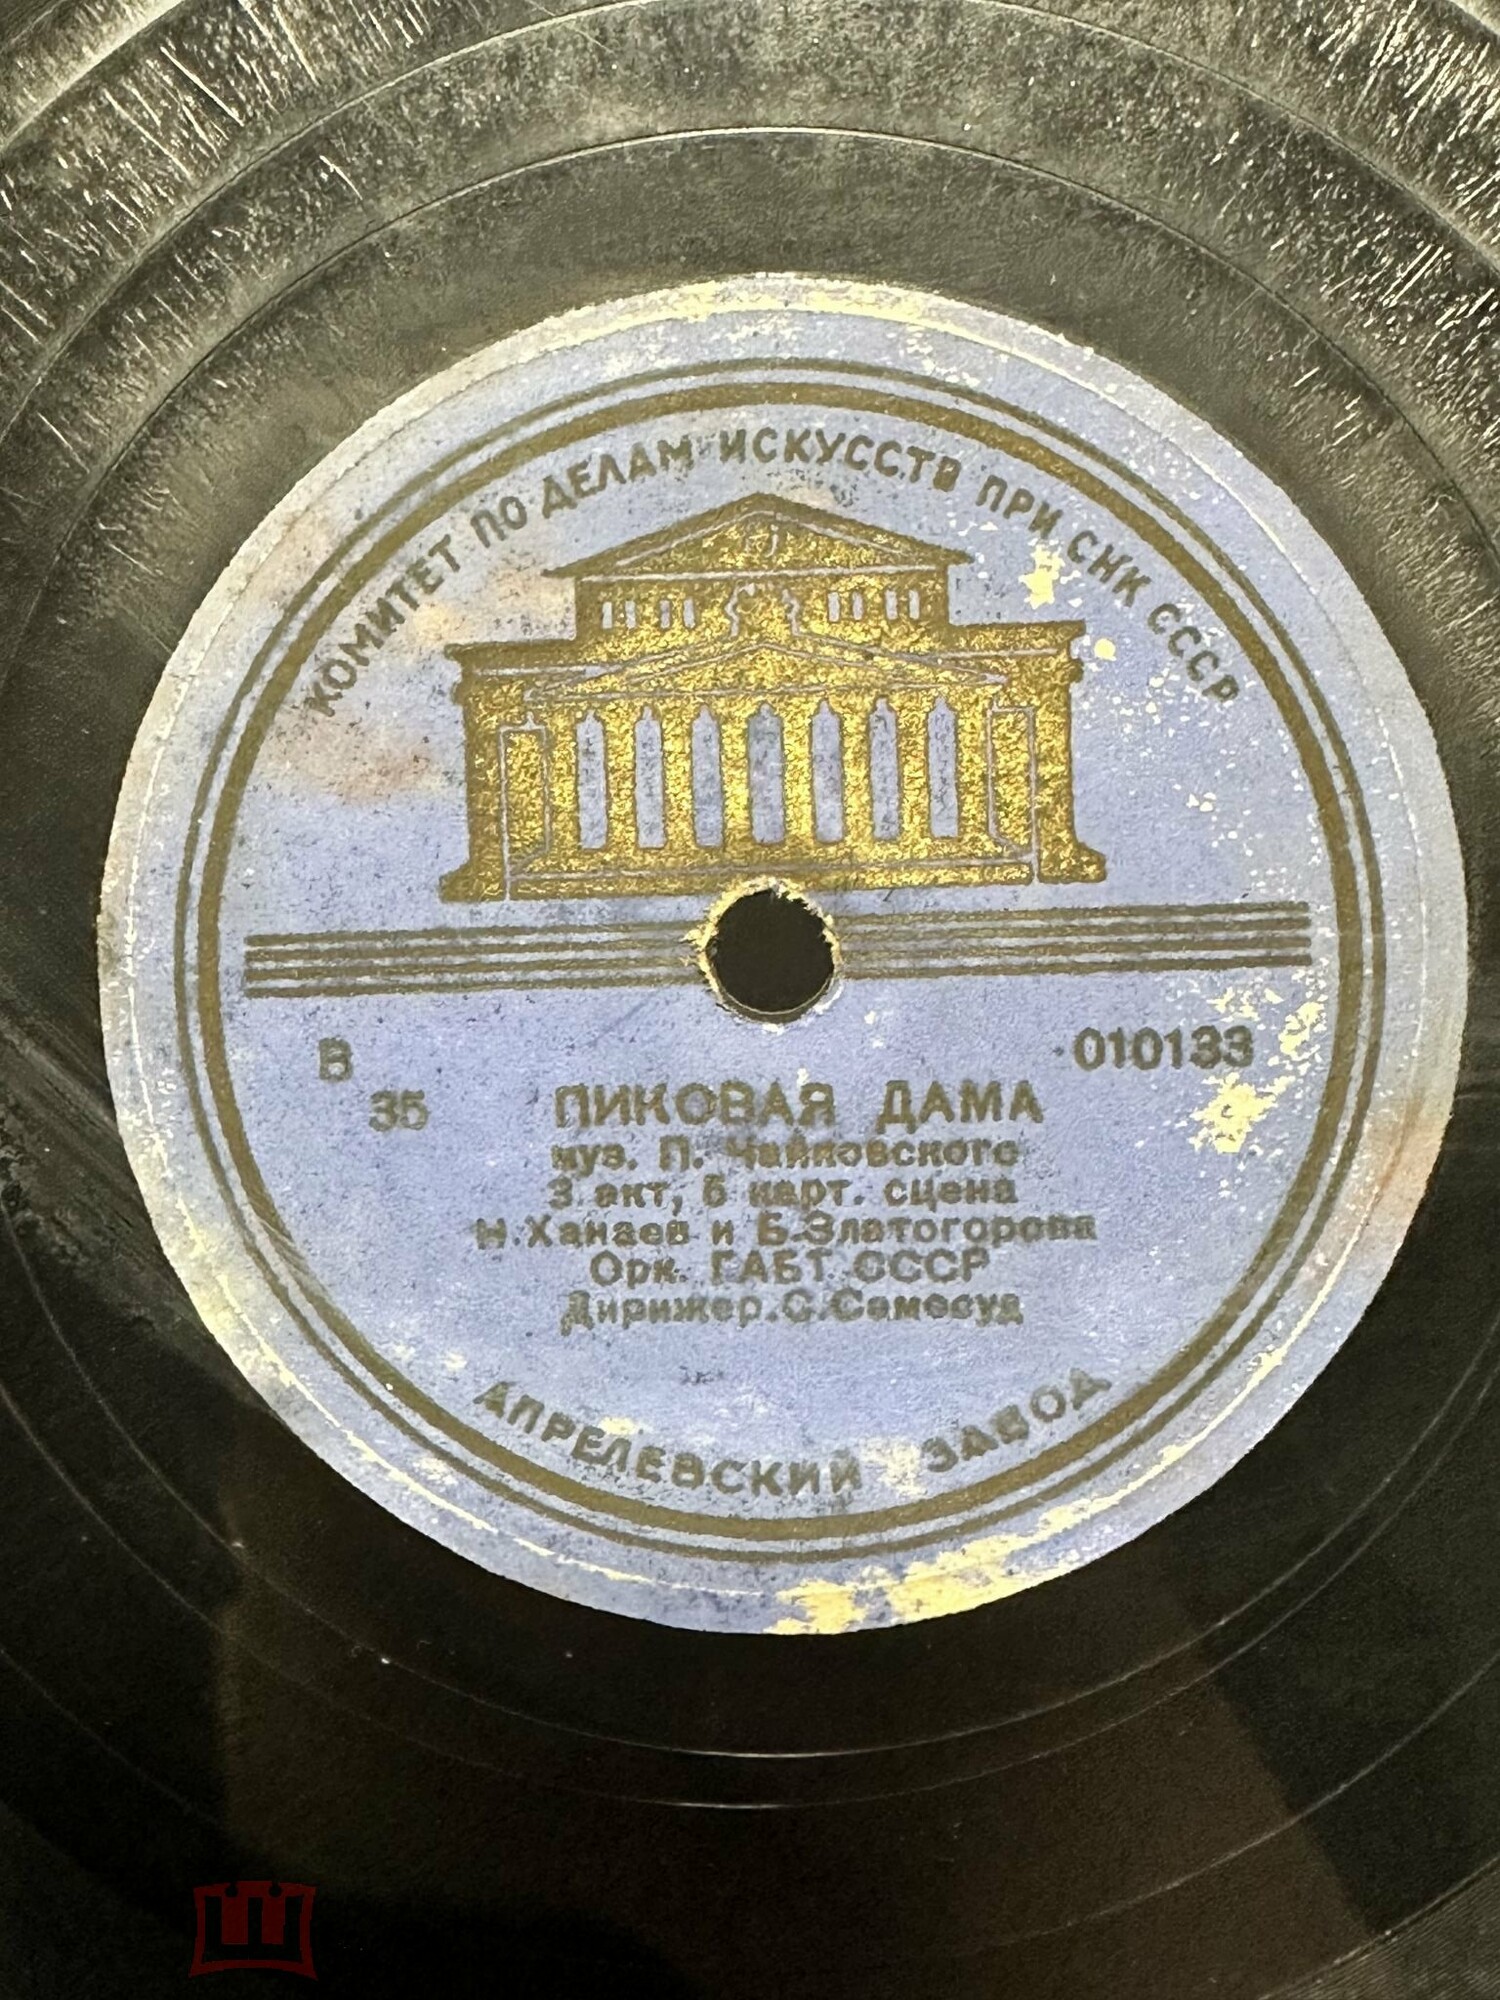 КОМИТЕТ ПО ДЕЛАМ ИСКУССТВ ПРИ СНК СССР
В
010133
35
ПИКОВАЯ ДАМА
муз. П. Чайковского
3 акт, 5 карт. сцена
Н. Ханаев и Б. Златогорова
Орк. ГАБТ СССР
Дирижер С. Самосуд
АПРЕЛЕВСКИЙ ЗАВОД